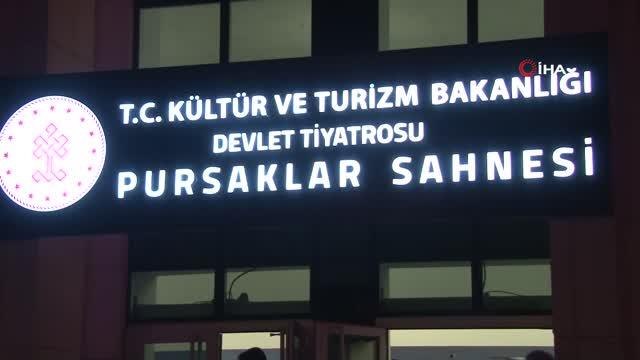 İHA
T.C. KÜLTÜR VE TURİZM BAKANLIĞI
DEVLET TİYATROSU
PURSAKLAR SAHNESİ